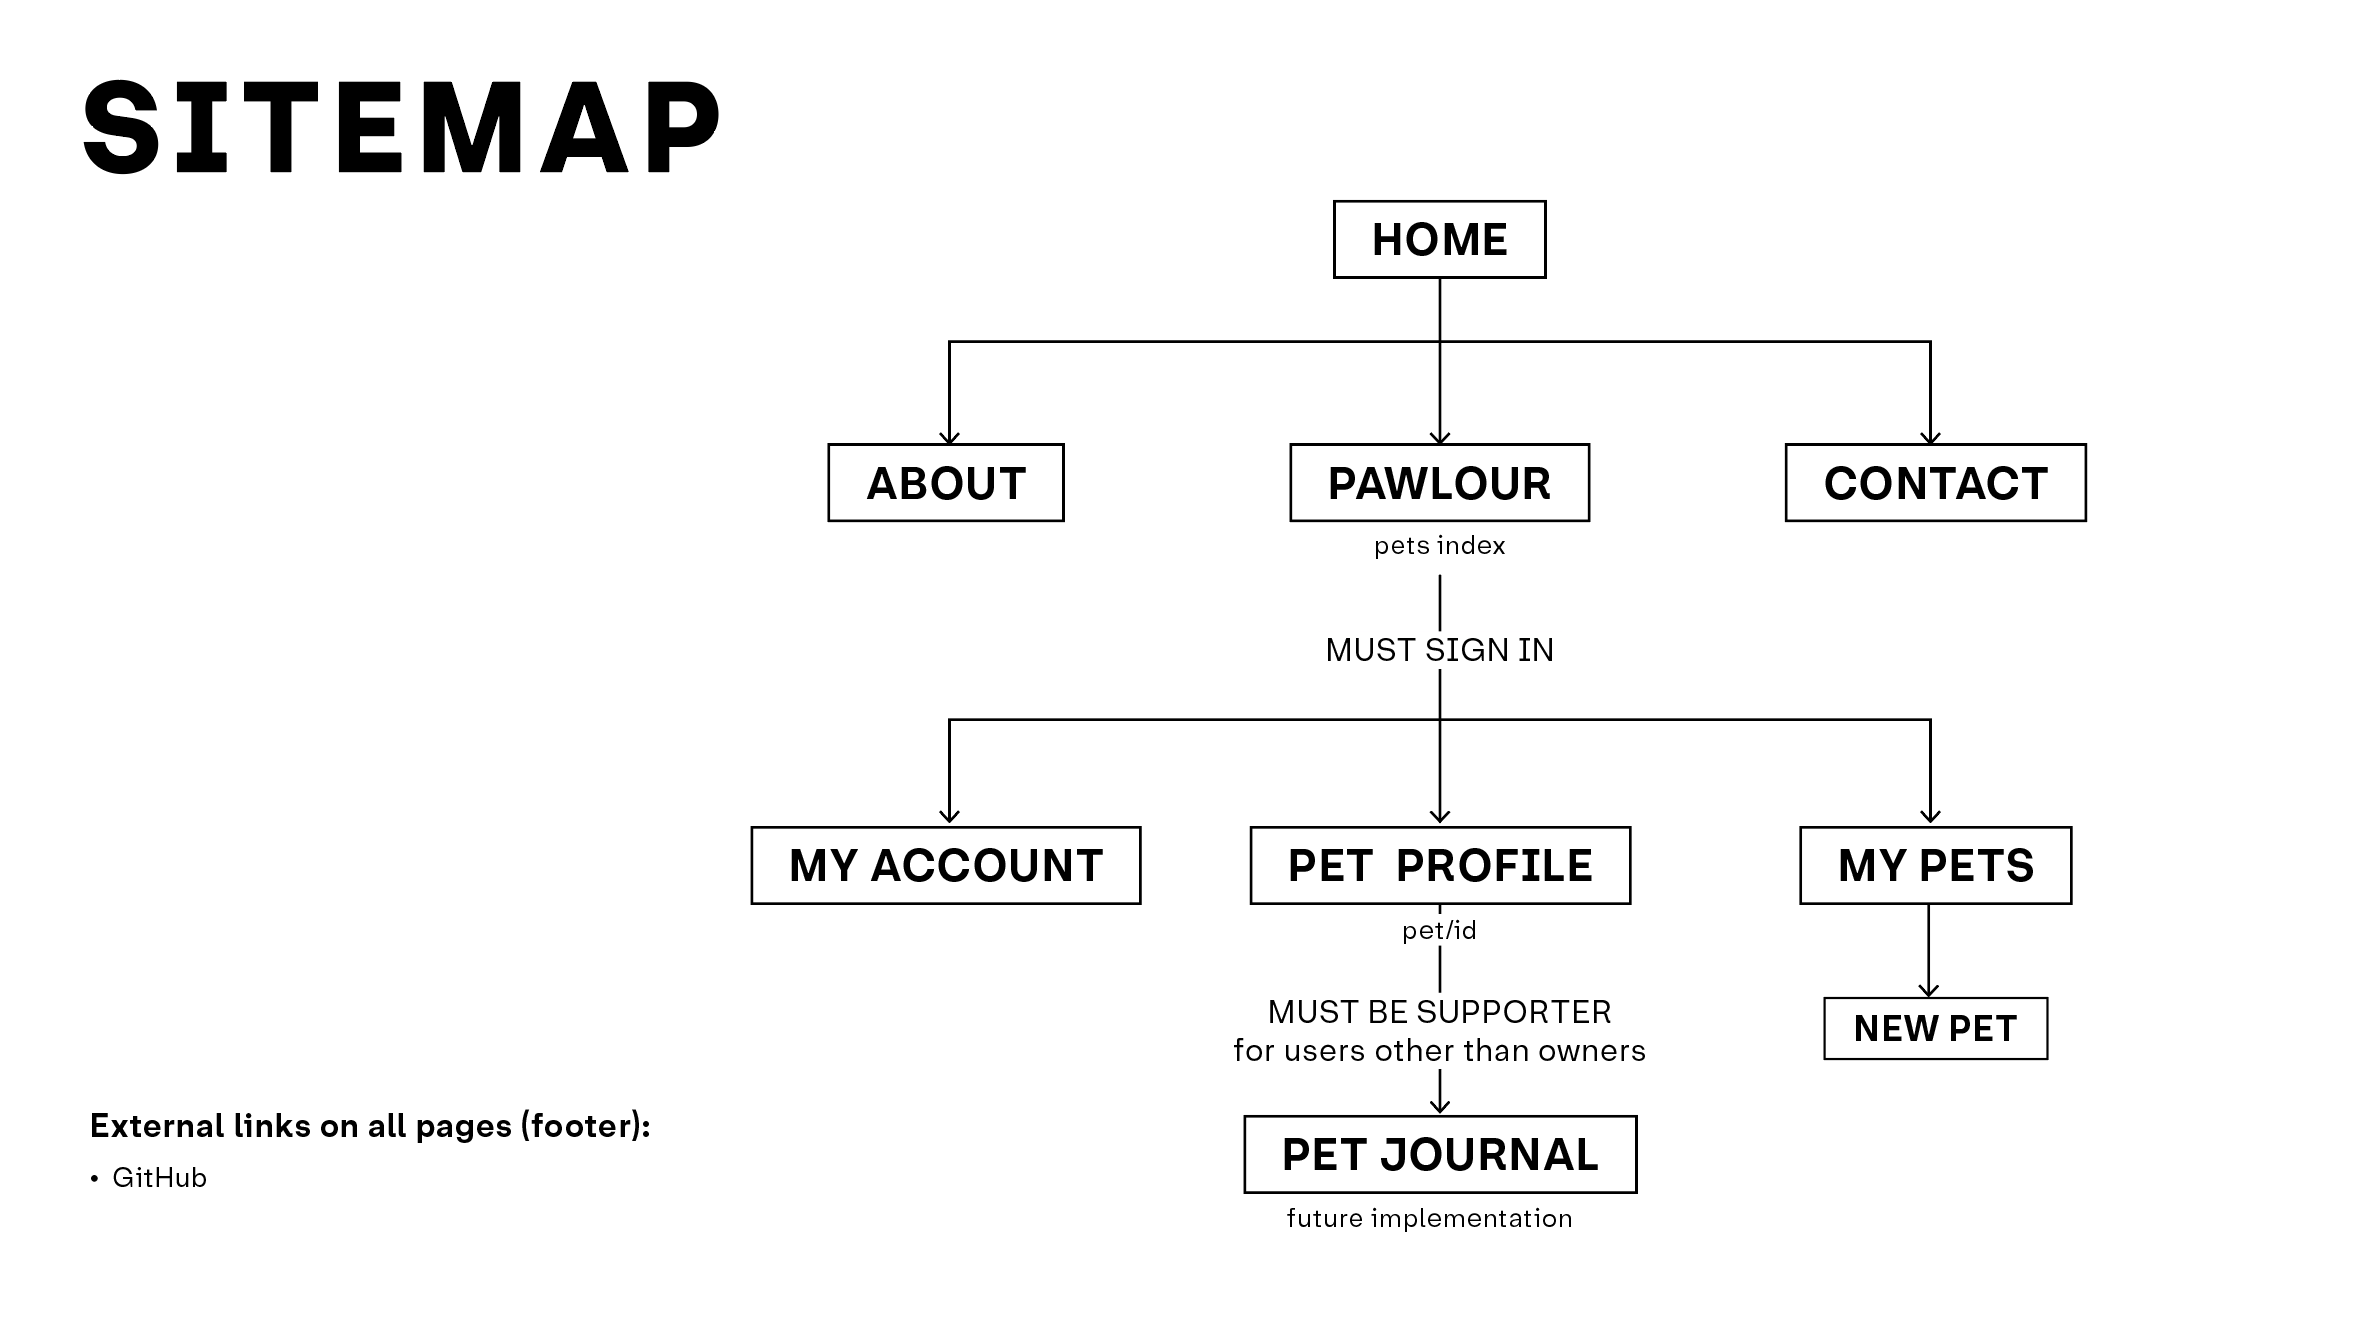 SITEMAP
HOME
ABOUT
PAWLOUR
CONTACT
pets index
MUST SIGN IN
MY ACCOUNT
PET PROFILE
MY PETS
pet/id
MUST BE SUPPORTER
for users other than owners
NEW PET
PET JOURNAL
future implementation
External links on all pages (footer):
• GitHub